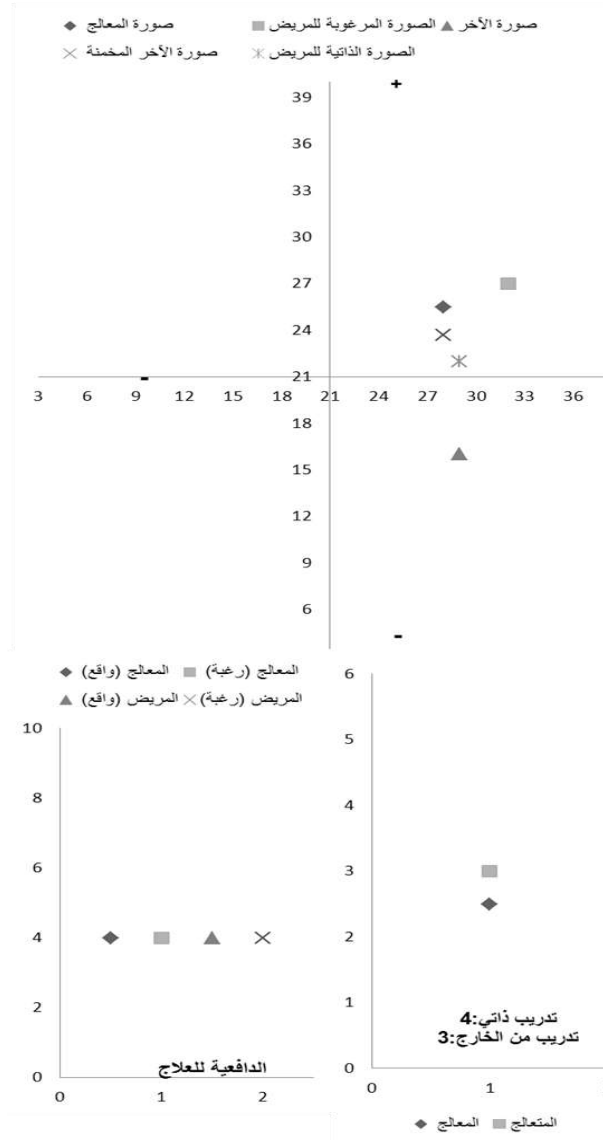 صورة المعالج الصورة المرغوبة للمريض صورة الآخر
صورة الآخر المخمنة الصورة الذاتية للمريض
+
39
36
33
30
27
24
21
-
3 6 9 12 15 18 21 24 27 30 33 36
18
15
12
9
6
-
المعالج (واقع) المعالج (رغبة)
المريض (واقع) المريض (رغبة)
10
8
6
4
2
0
0 1 2
الدافعية للعلاج
6
5
4
3
2
1
0
0 1
تدريب ذاتي:4
تدريب من الخارج:3
المعالج المتعالج